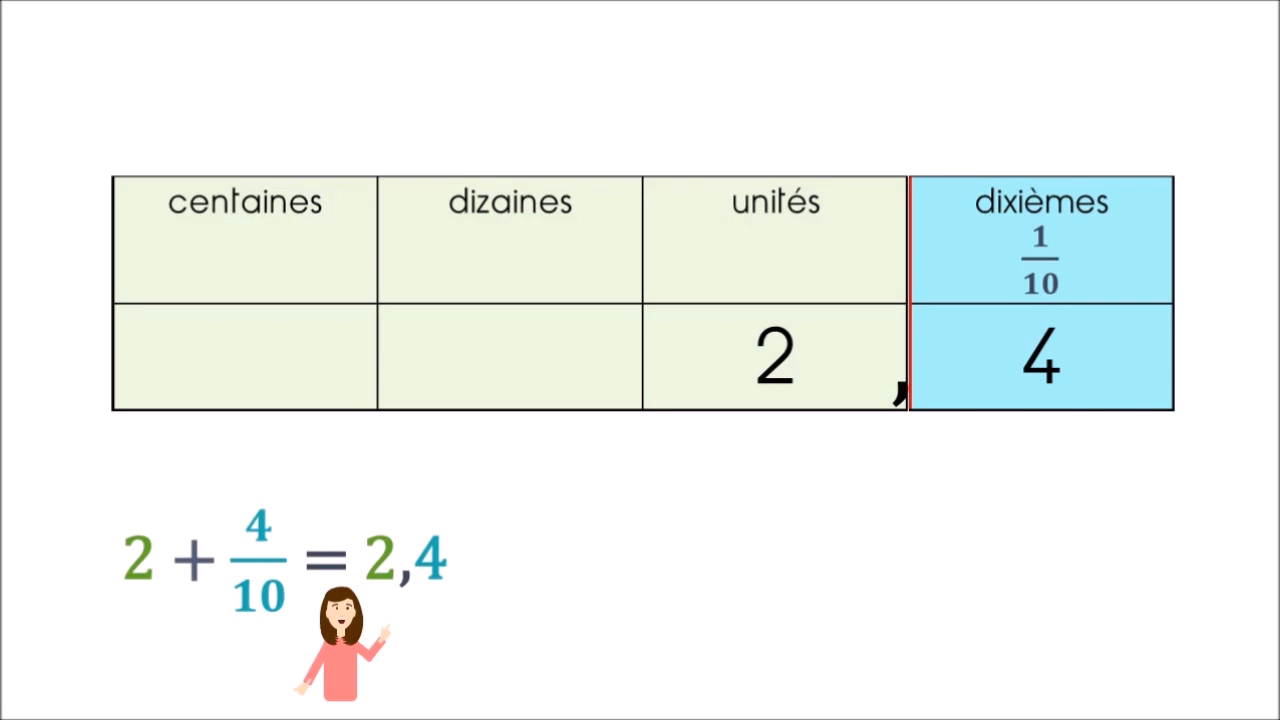 centaines dizaines unités dixièmes
1/10
2 , 4
2 + 4/10 = 2,4